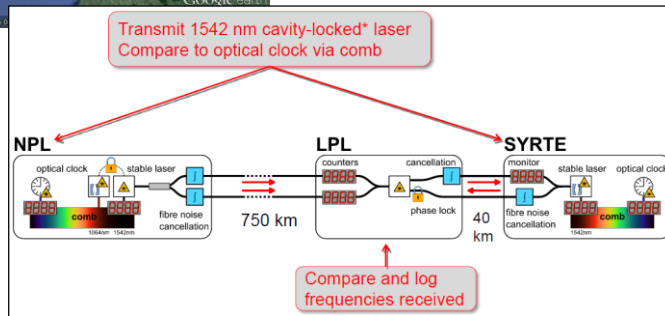 Google earth
Transmit 1542 nm cavity-locked* laser
Compare to optical clock via comb
NPL
LPL
SYRTE
optical clock
stable laser
counters
cancellation
monitor
stable laser
optical clock
comb
1064nm
1542nm
fibre noise
cancellation
750 km
phase lock
40
km
fibre noise
cancellation
comb
1542nm
Compare and log
frequencies received